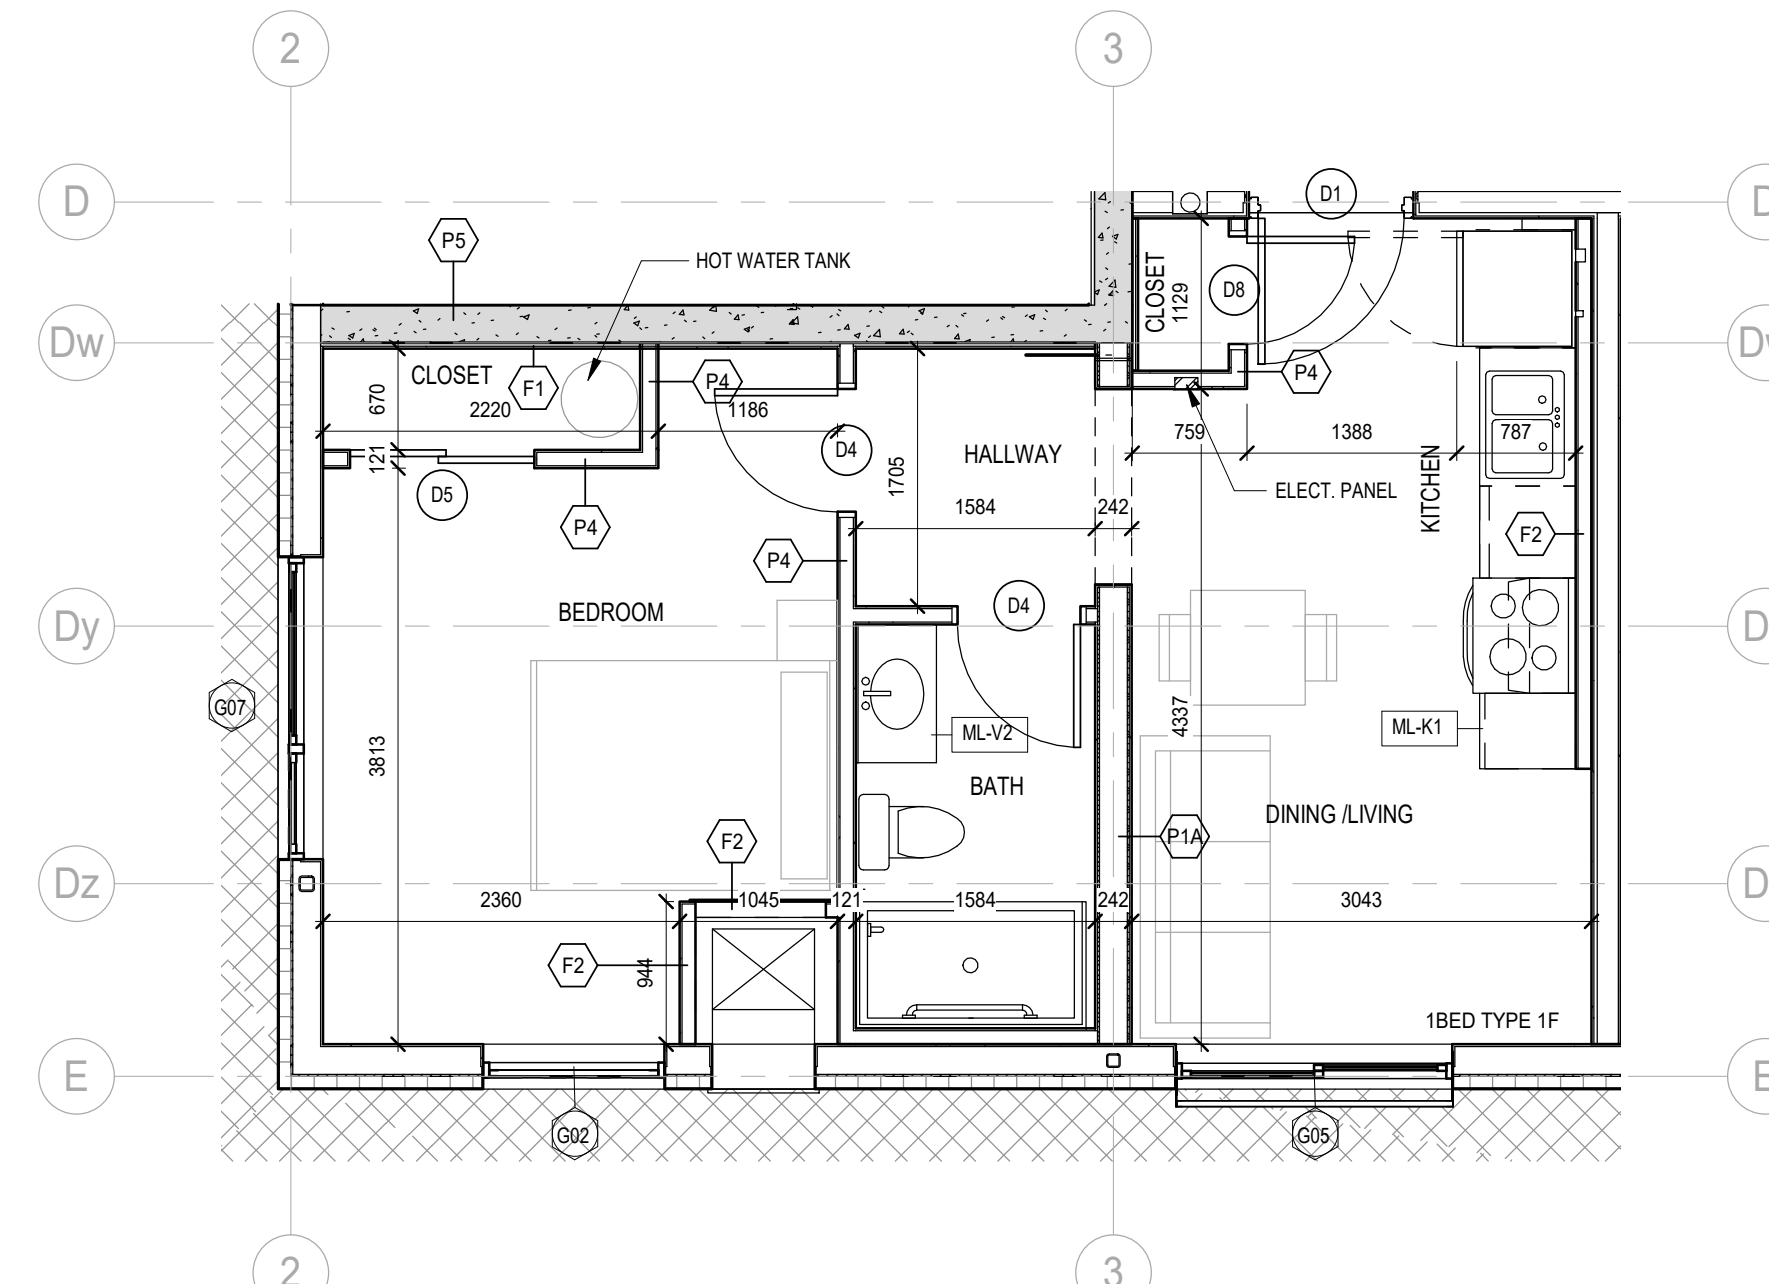 2
3
D
D1
D
P5
HOT WATER TANK
CLOSET
1129
D8
Dw
CLOSET
F1
P4
P4
670
2220
1186
759
1388
787
121
D4
HALLWAY
KITCHEN
1705
D5
ELECT. PANEL
1584
242
P4
P4
F2
BEDROOM
D4
Dy
D
G07
ML-V2
4337
ML-K1
3813
BATH
DINING /LIVING
F2
P1A
Dz
D
2360
1045
121
1584
242
3043
F2
944
1BED TYPE 1F
E
G02
G05
2
3